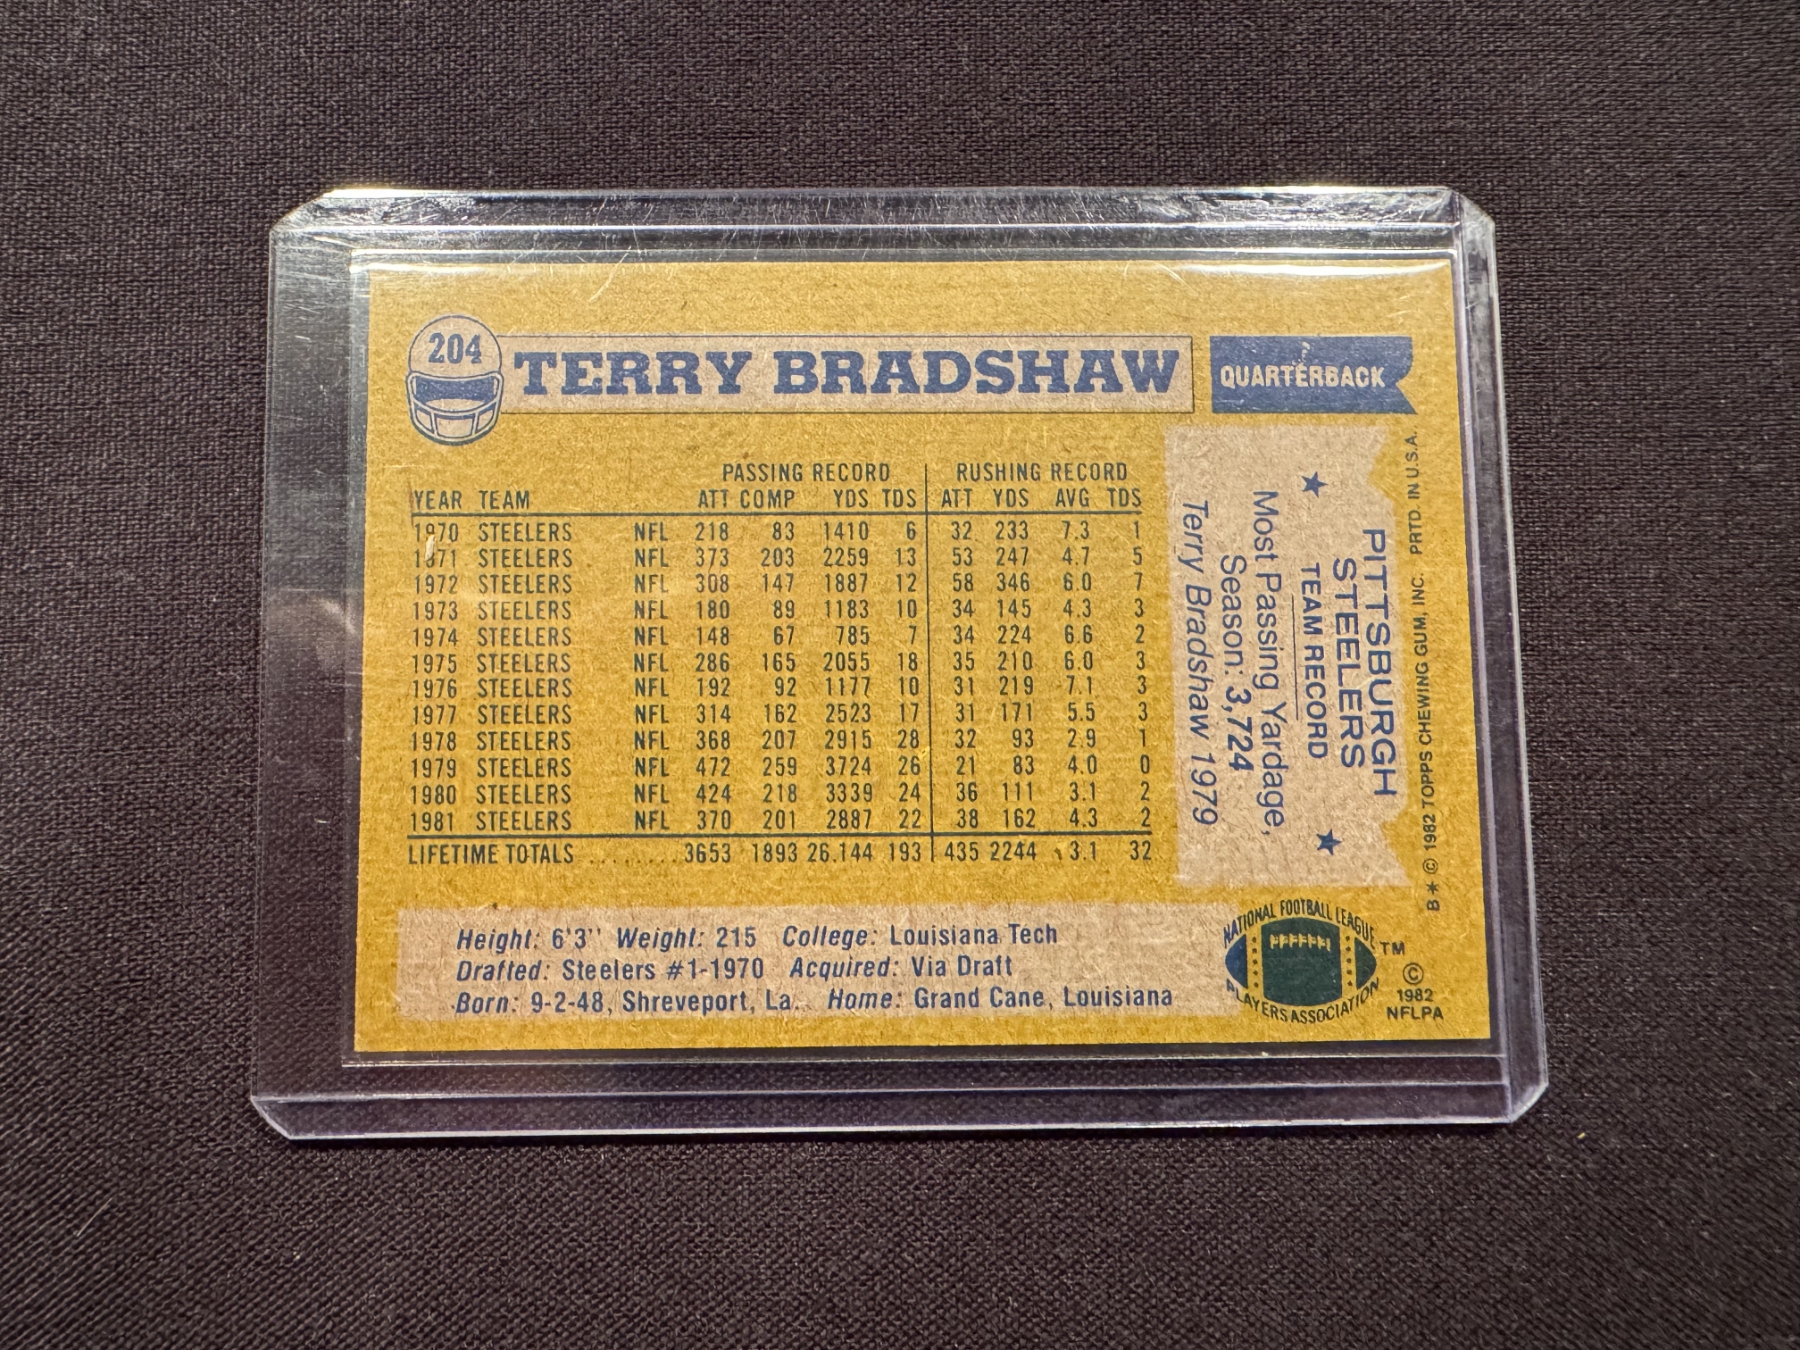 204
TERRY BRADSHAW
QUARTERBACK
PASSING RECORD RUSHING RECORD
YEAR TEAM ATT COMP YDS TDS ATT YDS AVG TDS
1970 STEELERS NFL 218 83 1410 6 32 233 7.3 1
1971 STEELERS NFL 373 203 2259 13 53 247 4.7 5
1972 STEELERS NFL 308 147 1887 12 58 346 6.0 7
1973 STEELERS NFL 180 89 1183 10 34 145 4.3 3
1974 STEELERS NFL 148 67 785 7 34 224 6.6 2
1975 STEELERS NFL 286 165 2055 18 35 210 6.0 3
1976 STEELERS NFL 192 92 1177 10 31 219 7.1 3
1977 STEELERS NFL 314 162 2523 17 31 171 5.5 3
1978 STEELERS NFL 368 207 2915 28 32 93 2.9 1
1979 STEELERS NFL 472 259 3724 26 21 83 4.0 0
1980 STEELERS NFL 424 218 3339 24 36 111 3.1 2
1981 STEELERS NFL 370 201 2887 22 38 162 4.3 2
LIFETIME TOTALS ........ 3653 1893 26.144 193 435 2244 3.1 32
PITTSBURGH
STEELERS
★ TEAM RECORD ★
Most Passing Yardage,
Season: 3,724
Terry Bradshaw 1979
B★ © 1982 TOPPS CHEWING GUM, INC. PRTD. IN U.S.A.
Height: 6'3" Weight: 215 College: Louisiana Tech
Drafted: Steelers #1-1970 Acquired: Via Draft
Born: 9-2-48, Shreveport, La. Home: Grand Cane, Louisiana
NATIONAL FOOTBALL LEAGUE
PLAYERS ASSOCIATION
TM
©
1982
NFLPA